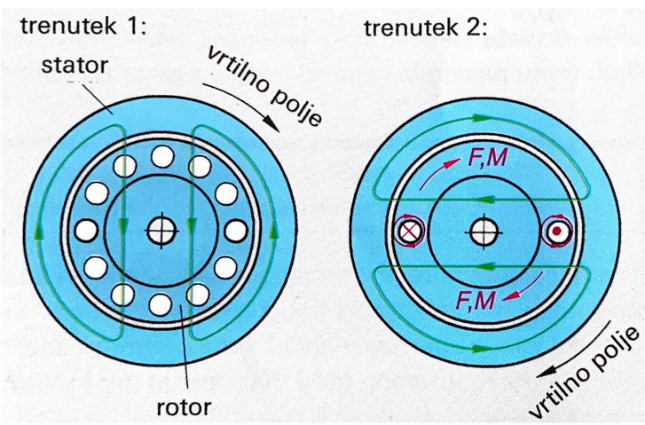 trenutek 1:
trenutek 2:
stator
vrtilno polje
F,M
F,M
vrtilno polje
rotor